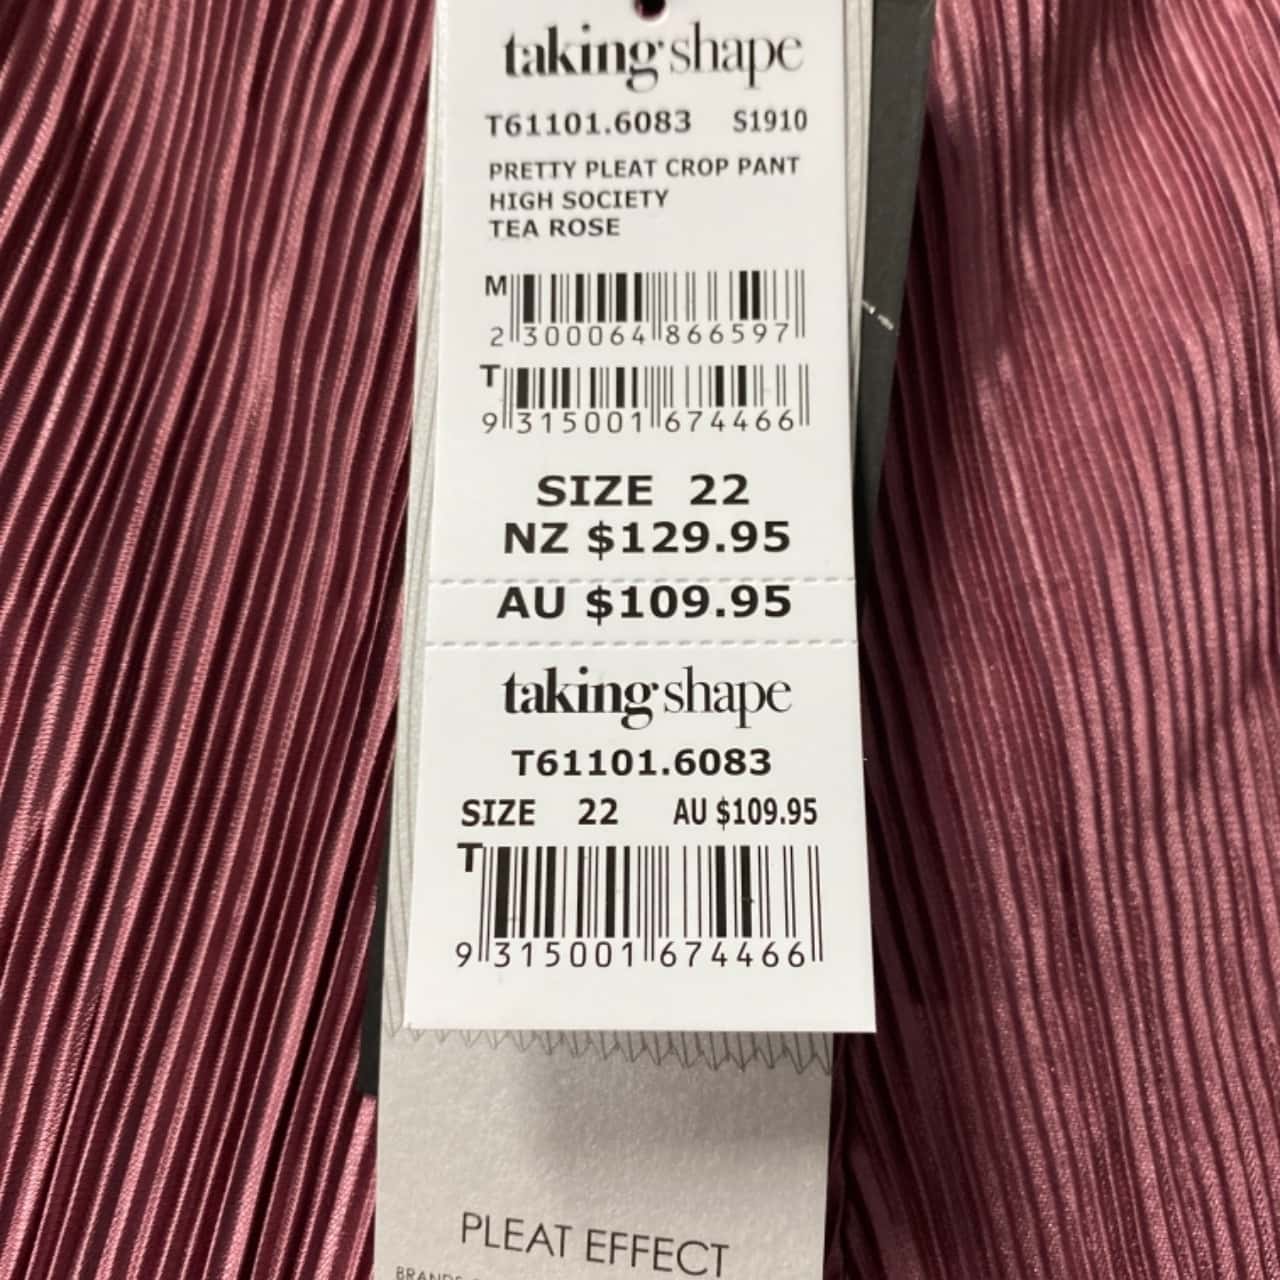 taking shape
T61101.6083 S1910
PRETTY PLEAT CROP PANT
HIGH SOCIETY
TEA ROSE
M
2 300064 866597
T
9 315001 674466
SIZE 22
NZ $129.95
AU $109.95
taking shape
T61101.6083
SIZE 22 AU $109.95
T
9 315001 674466
PLEAT EFFECT